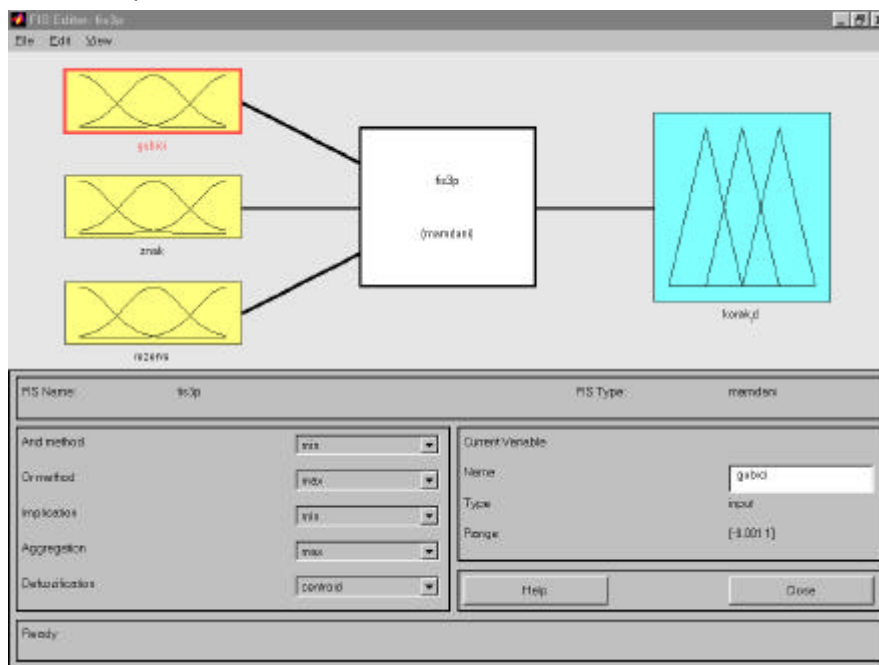 FIS Editor: fis3p
File Edit View
gubici
fis3p
znak
(mamdani)
korak_i_d
FIS Name: fis3p FIS Type: mamdani
And method min
Or method max
Implication min
Aggregation max
Defuzzification centroid
Current Variable
Name gubici
Type input
Range
Help Close
Ready